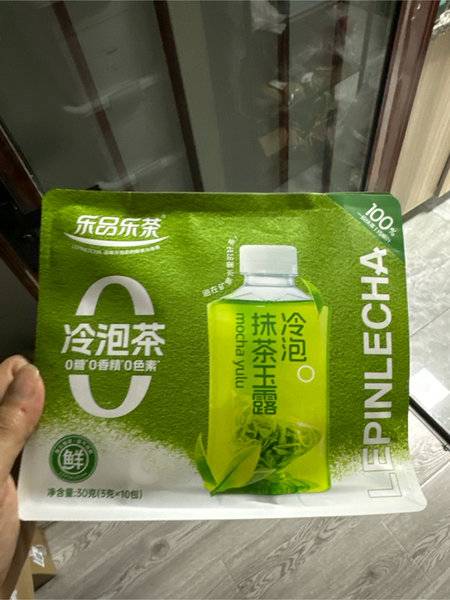 乐品乐茶
LEPINLECHA
冷泡茶
0糖 0香精 0色素
鲜
净含量:30克(3克×10包)
冷泡
抹茶玉露
mocha yulu
100%
LEPINLECHA